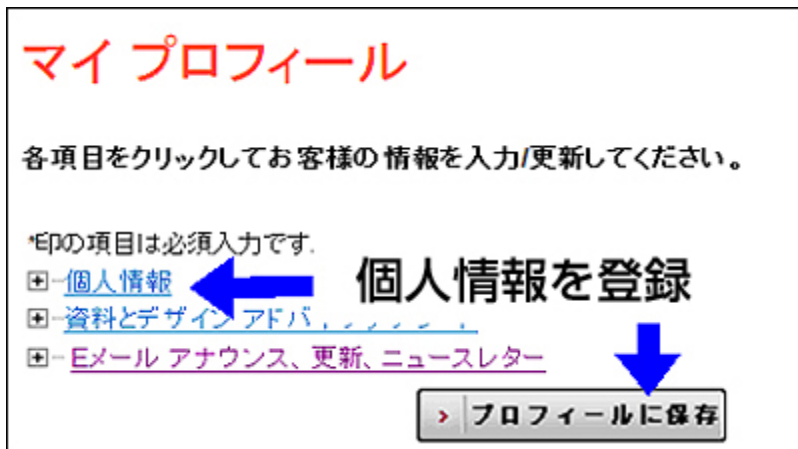 マイ プロフィール
各項目をクリックしてお客様の情報を入力/更新してください。
*印の項目は必須入力です.
個人情報
個人情報を登録
資料とデザイン アドバ
Eメール アナウンス、更新、ニュースレター
プロフィールに保存